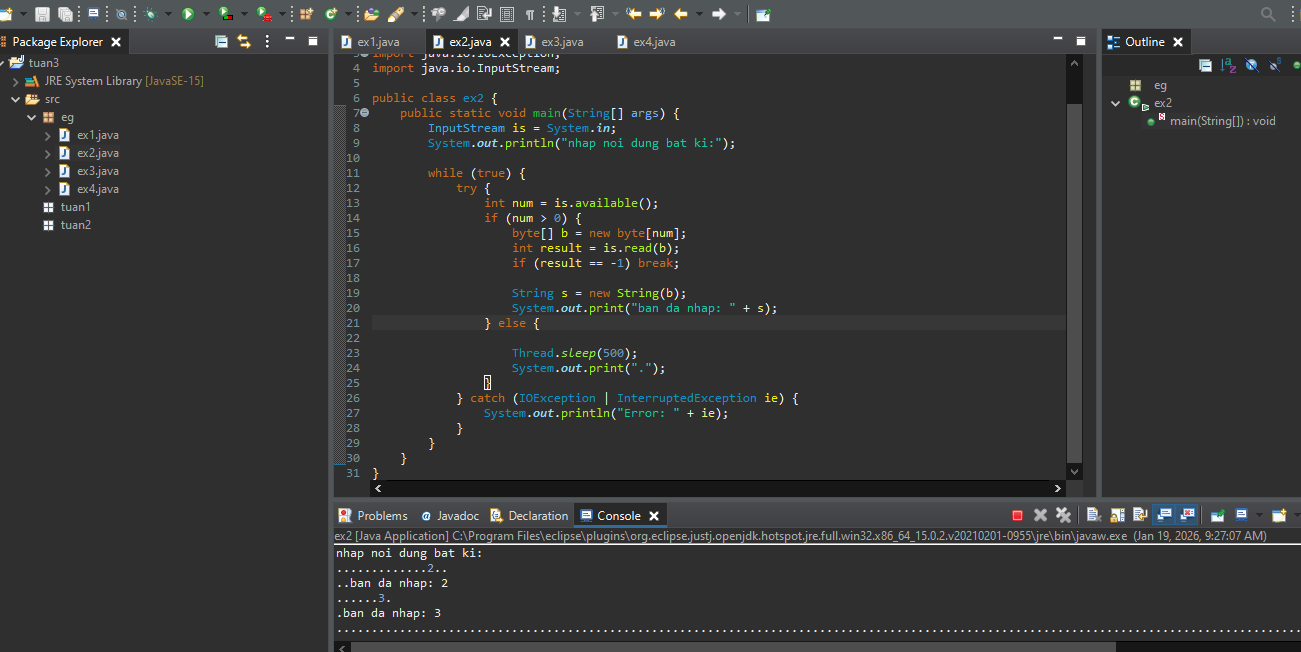 Package Explorer
ex1.java
ex2.java
ex3.java
ex4.java
Outline
tuan3
JRE System Library [JavaSE-15]
src
eg
ex1.java
ex2.java
ex3.java
ex4.java
tuan1
tuan2
import java.io.IOException;
4 import java.io.InputStream;
5
6 public class ex2 {
7 public static void main(String[] args) {
8 InputStream is = System.in;
9 System.out.println("nhap noi dung bat ki:");
10
11 while (true) {
12 try {
13 int num = is.available();
14 if (num > 0) {
15 byte[] b = new byte[num];
16 int result = is.read(b);
17 if (result == -1) break;
18
19 String s = new String(b);
20 System.out.print("ban da nhap: " + s);
21 } else {
22
23 Thread.sleep(500);
24 System.out.print(".");
25 }
26 } catch (IOException | InterruptedException ie) {
27 System.out.println("Error: " + ie);
28 }
29 }
30 }
31 }
eg
ex2
main(String[]) : void
Problems
Javadoc
Declaration
Console
ex2 [Java Application] C:\Program Files\eclipse\plugins\org.eclipse.justj.openjdk.hotspot.jre.full.win32.x86_64_15.0.2.v20210201-0955\jre\bin\javaw.exe (Jan 19, 2026, 9:27:07 AM)
nhap noi dung bat ki:
.............2..
..ban da nhap: 2
......3.
.ban da nhap: 3